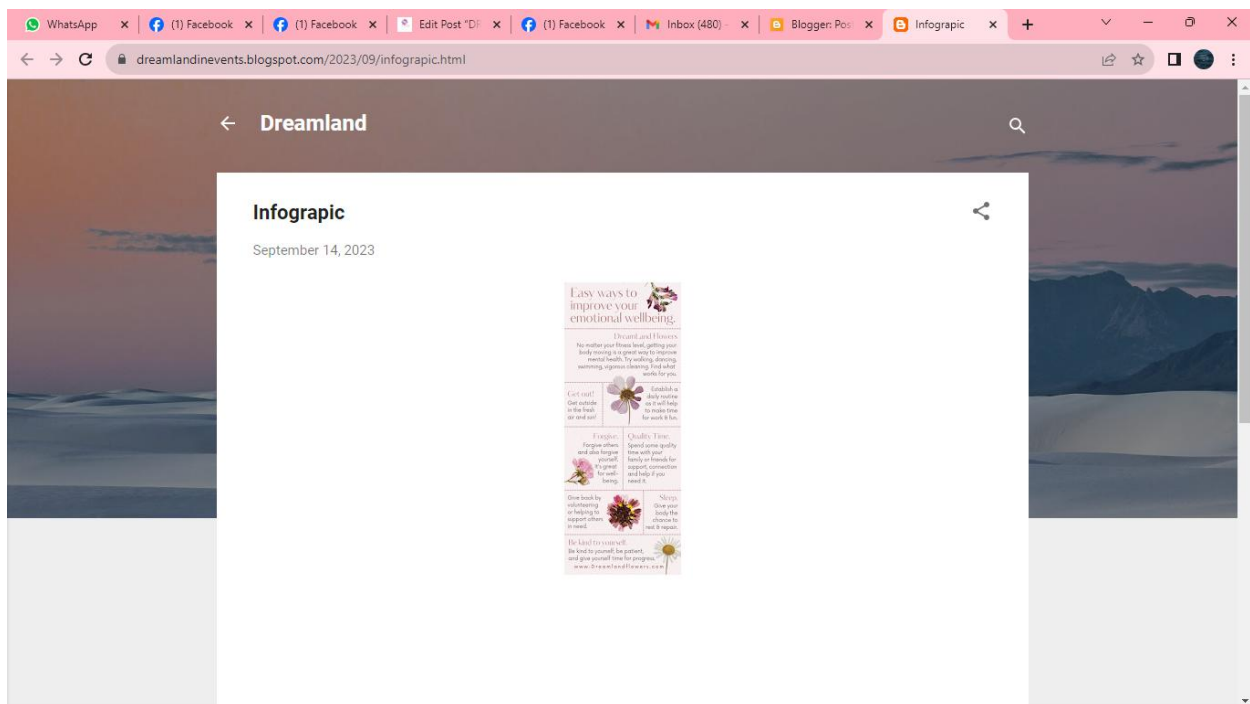 WhatsApp
(1) Facebook
(1) Facebook
Edit Post "DR
(1) Facebook
Inbox (480) -
Blogger: Pos
Infograpic
dreamlandinevents.blogspot.com/2023/09/infograpic.html
Dreamland
Infograpic
September 14, 2023
Easy ways to
improve your
emotional wellbeing.
DreamLand Flowers
No matter your fitness level, getting your
body moving is a great way to improve
mental health. Try walking, dancing,
swimming, vigorous cleaning. Find what
works for you.
Get out!
Get outside
in the fresh
air and sun!
Establish a
daily routine
as it will help
to make time
for work & fun.
Forgive.
Forgive others
and also forgive
yourself,
it's great
for well-
being.
Quality Time.
Spend some quality
time with your
family or friends for
support, connection
and help if you
need it.
Give back by
volunteering
or helping to
support others
in need.
Sleep.
Give your
body the
chance to
rest & repair.
Be kind to yourself.
Be kind to yourself, be patient,
and give yourself time for progress.
www.Dreamlandflowers.com